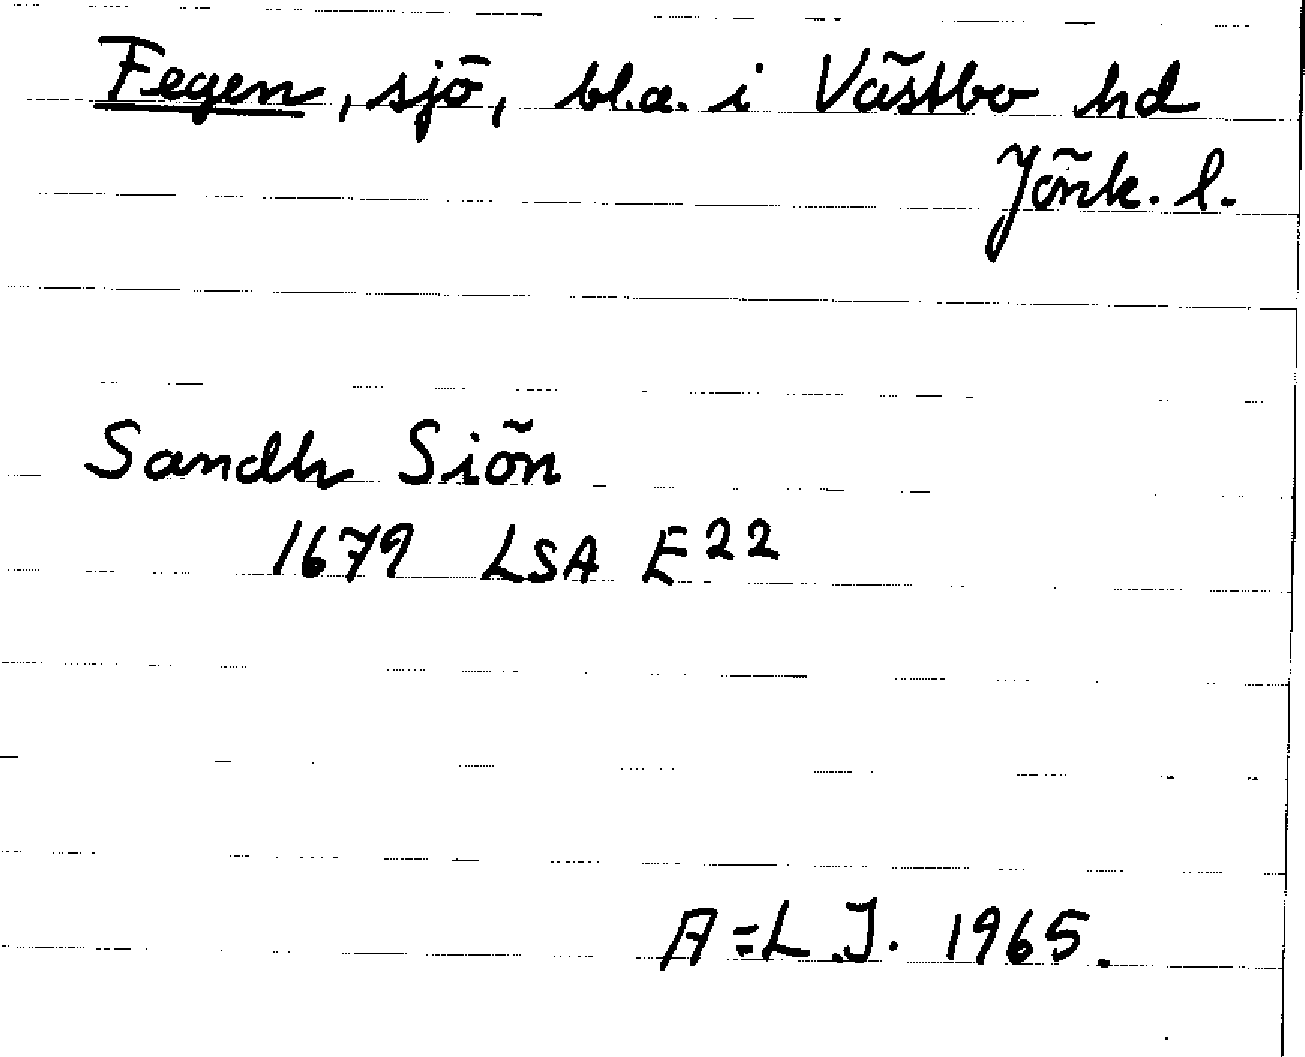 Fegen, sjö, bl.a. i Västbo hd
Jönk. l.
Sandh Siön
1679 LSA E22
A=L J. 1965.